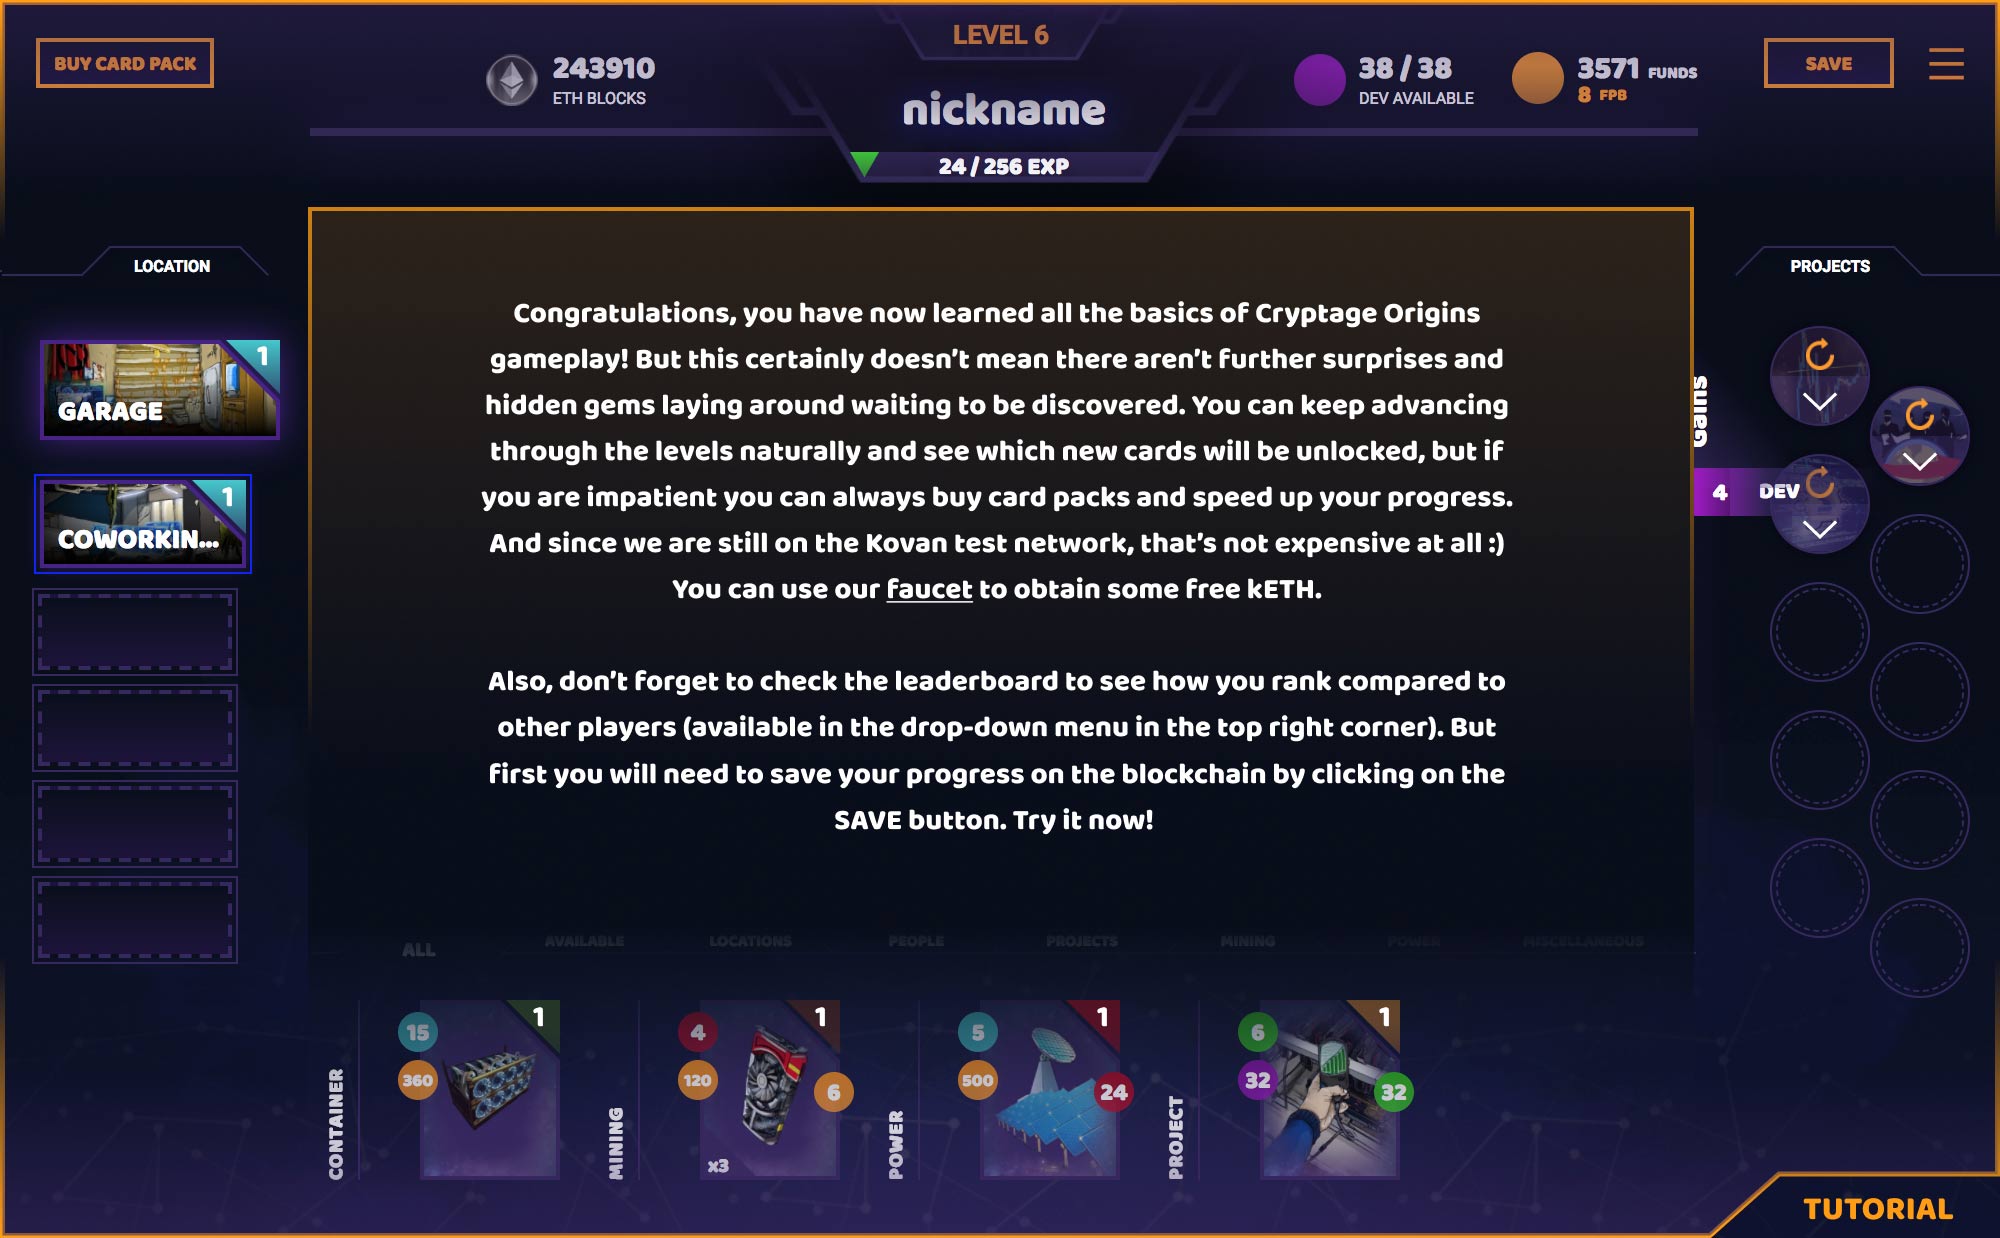 BUY CARD PACK
243910
ETH BLOCKS
LEVEL 6
nickname
24 / 256 EXP
38 / 38
DEV AVAILABLE
3571 FUNDS
8 FPB
SAVE
LOCATION
GARAGE
1
COWORKIN...
1
Congratulations, you have now learned all the basics of Cryptage Origins
gameplay! But this certainly doesn't mean there aren't further surprises and
hidden gems laying around waiting to be discovered. You can keep advancing
through the levels naturally and see which new cards will be unlocked, but if
you are impatient you can always buy card packs and speed up your progress.
And since we are still on the Kovan test network, that's not expensive at all :)
You can use our faucet to obtain some free kETH.
Also, don't forget to check the leaderboard to see how you rank compared to
other players (available in the drop-down menu in the top right corner). But
first you will need to save your progress on the blockchain by clicking on the
SAVE button. Try it now!
PROJECTS
Gains
4 DEV
ALL
AVAILABLE
LOCATIONS
PEOPLE
PROJECTS
MINING
POWER
MISCELLANEOUS
CONTAINER
15
360
1
MINING
4
120
1
6
x3
POWER
5
500
1
24
PROJECT
6
32
1
32
TUTORIAL